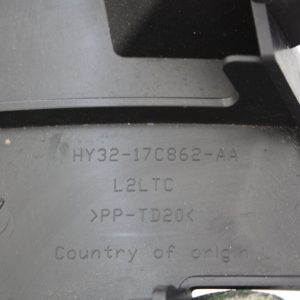 HY32-17C862-AA
L2LTC
>PP-TD20<
Country of origin